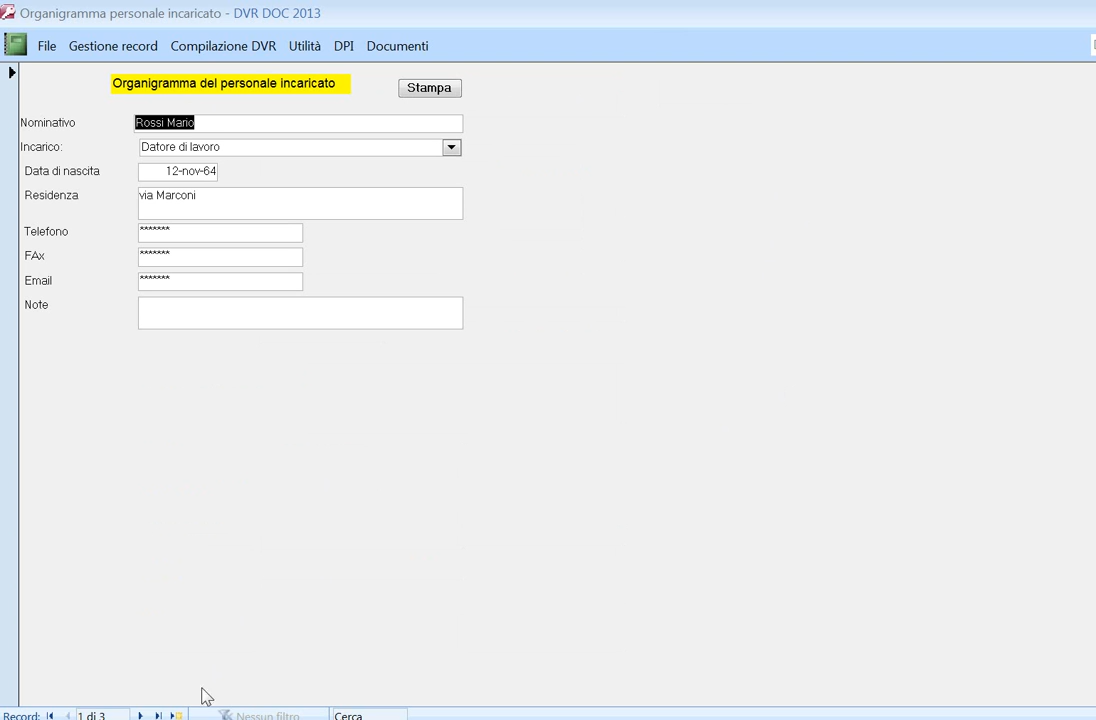 Organigramma personale incaricato - DVR DOC 2013
File Gestione record Compilazione DVR Utilità DPI Documenti
Organigramma del personale incaricato
Stampa
Nominativo Rossi Mario
Incarico: Datore di lavoro
Data di nascita 12-nov-64
Residenza via Marconi
Telefono *******
FAx *******
Email *******
Note
Record: 1 di 3 Nessun filtro Cerca